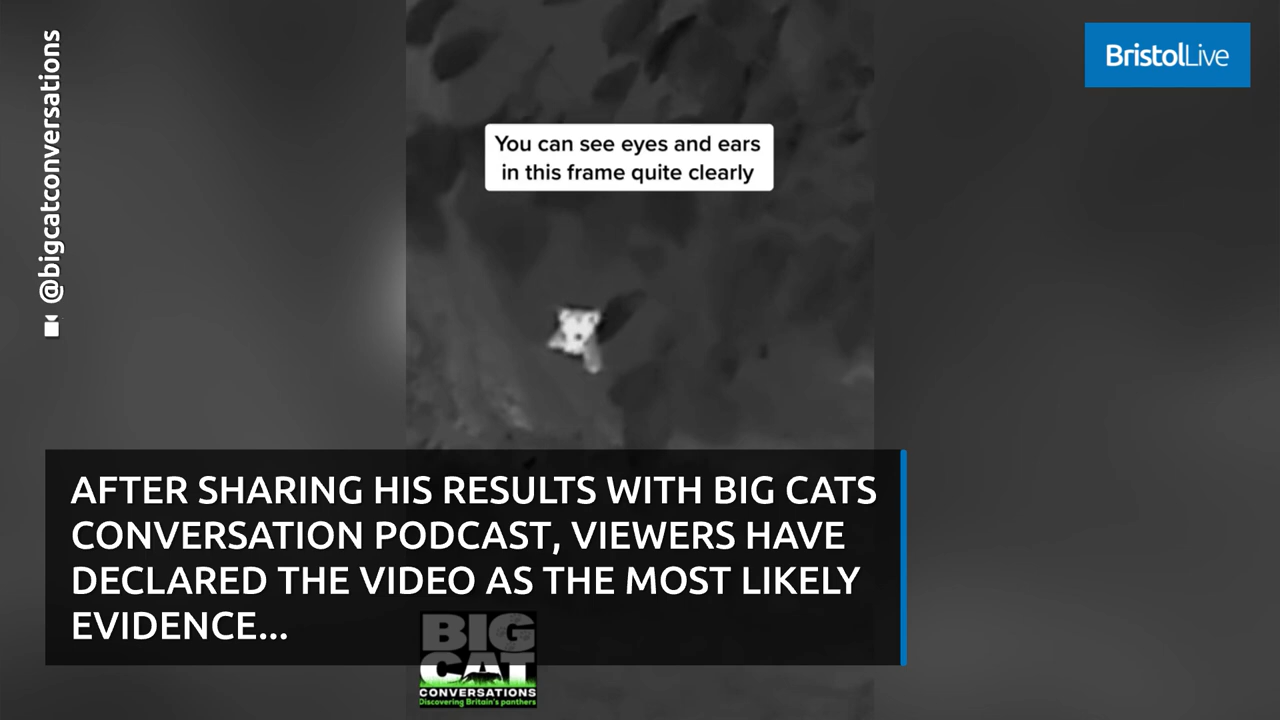 @bigcatconversations
BristolLive
You can see eyes and ears
in this frame quite clearly
AFTER SHARING HIS RESULTS WITH BIG CATS
CONVERSATION PODCAST, VIEWERS HAVE
DECLARED THE VIDEO AS THE MOST LIKELY
EVIDENCE...
BIG
CAT
CONVERSATIONS
Discovering Britain's panthers